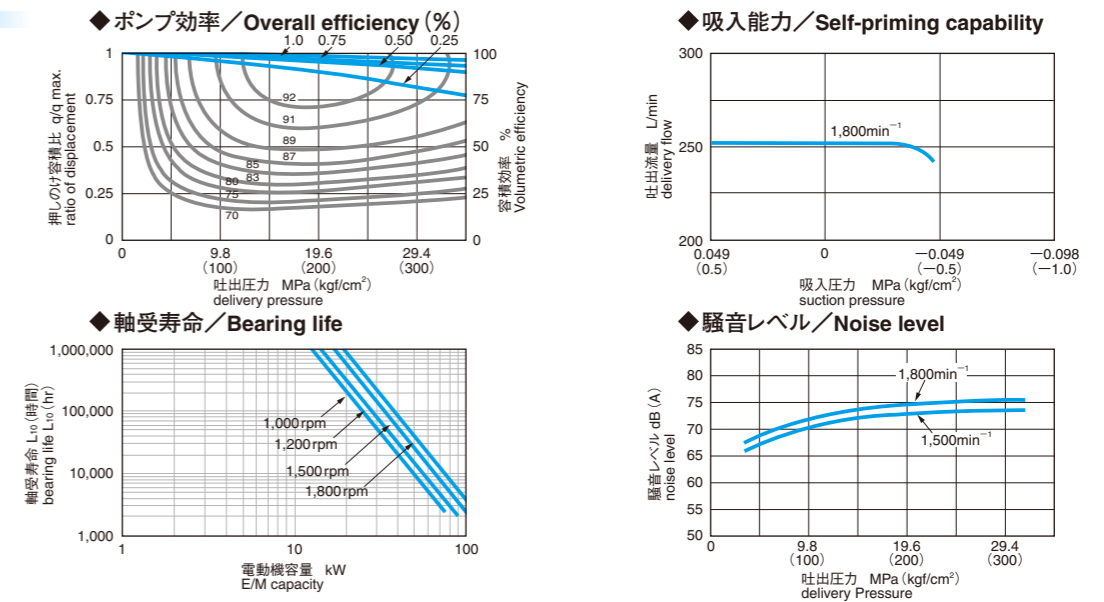 ◆ポンプ効率／Overall efficiency（%）
1.0 0.75 0.50 0.25
1
0.75
0.5
0.25
0
100
75
50
25
0
92
91
89
87
85
83
80
75
70
押しのけ容積比 q/q max.
ratio of displacement
容積効率 %
Volumetric efficiency
0 9.8 19.6 29.4
（100） （200） （300）
吐出圧力 MPa（kgf/cm²）
delivery pressure
◆吸入能力／Self-priming capability
300
250
200
1,800min⁻¹
吐出流量 L/min
delivery flow
0.049 0 －0.049 －0.098
（0.5） （－0.5） （－1.0）
吸入圧力 MPa（kgf/cm²）
suction pressure
◆軸受寿命／Bearing life
1,000,000
100,000
10,000
1,000
軸受寿命 L₁₀（時間）
bearing life L₁₀（hr）
1,000rpm
1,200rpm
1,500rpm
1,800rpm
1 10 100
電動機容量 kW
E/M capacity
◆騒音レベル／Noise level
85
80
75
70
65
60
55
50
騒音レベル dB（A）
noise level
1,800min⁻¹
1,500min⁻¹
0 9.8 19.6 29.4
（100） （200） （300）
吐出圧力 MPa（kgf/cm²）
delivery Pressure